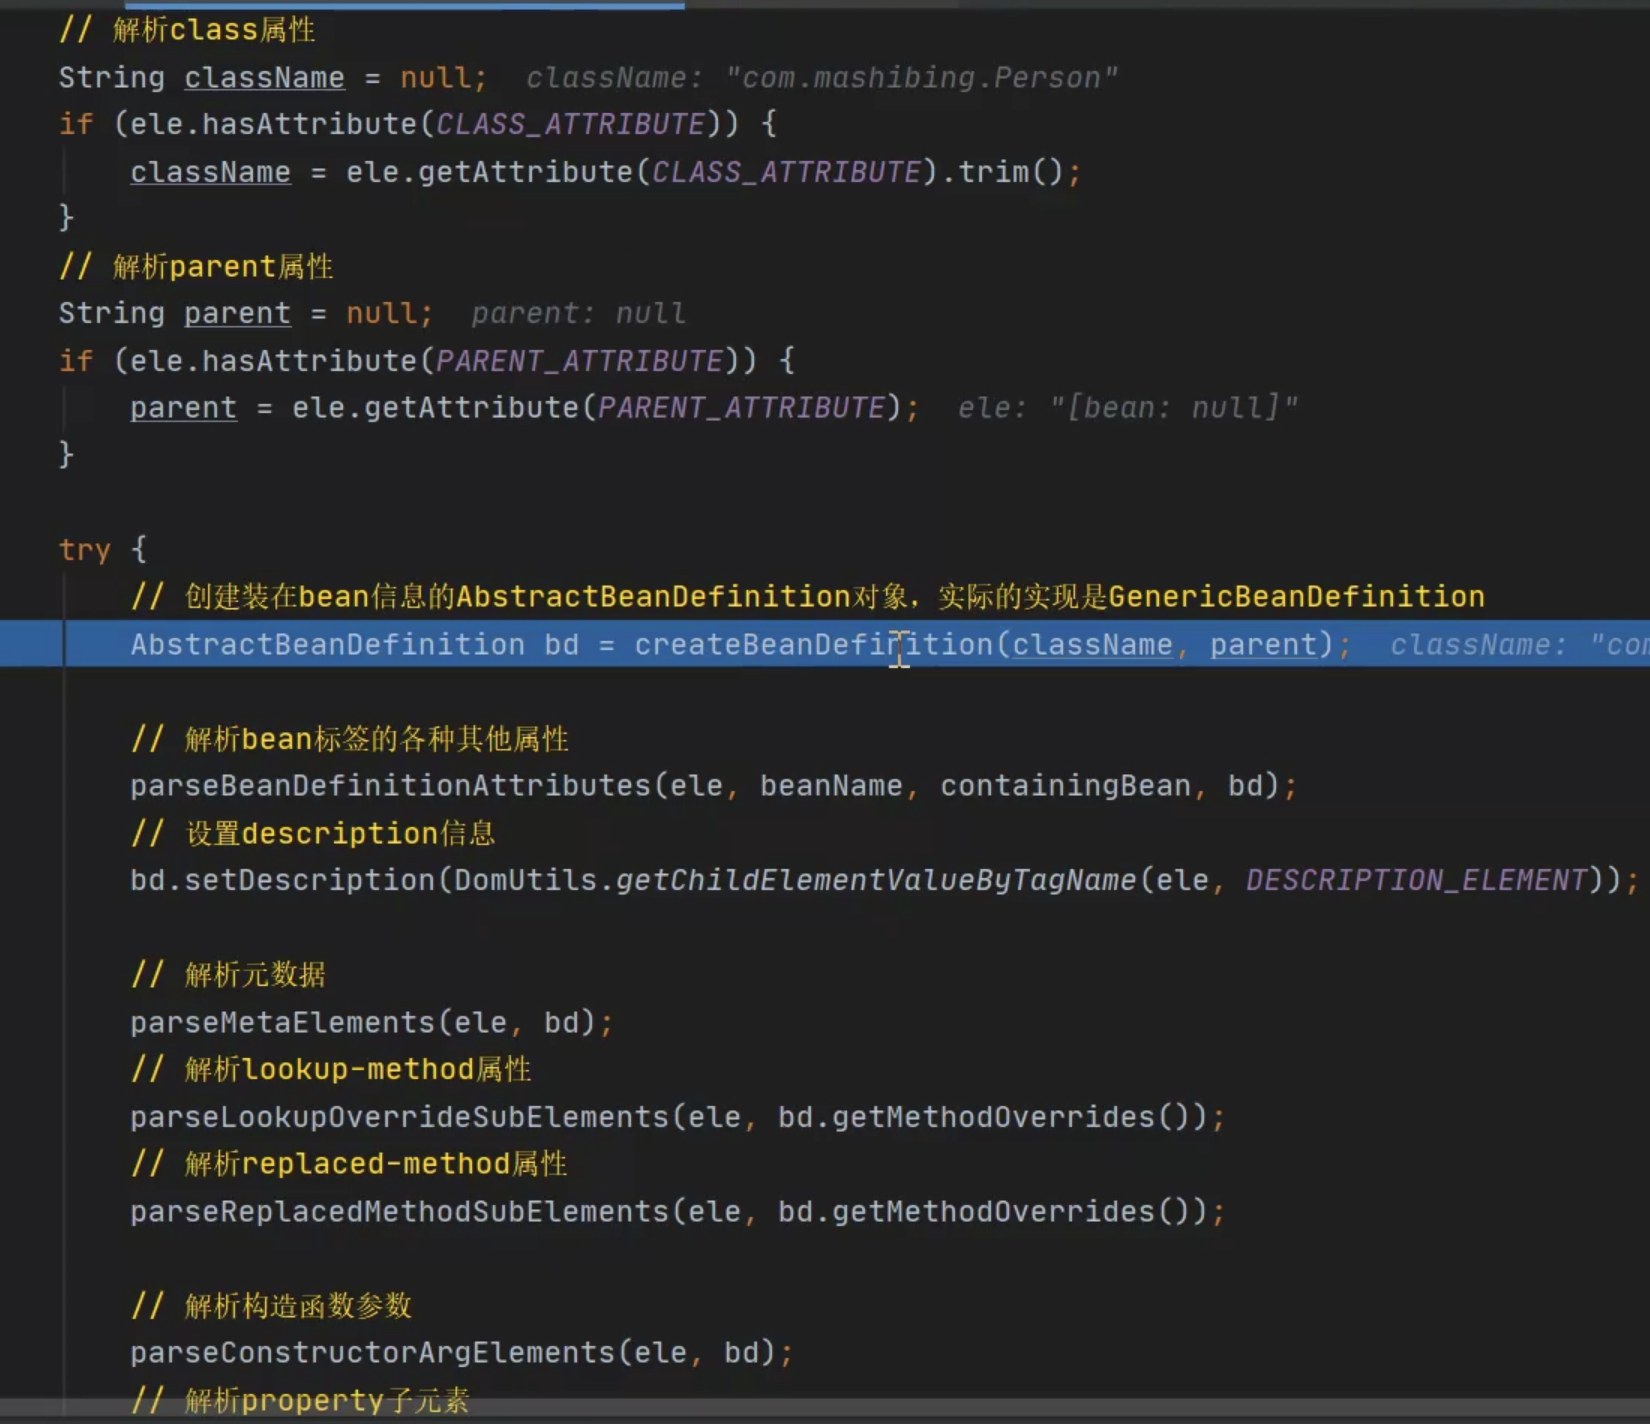 // 解析class属性
String className = null;  className: "com.mashibing.Person"
if (ele.hasAttribute(CLASS_ATTRIBUTE)) {
    className = ele.getAttribute(CLASS_ATTRIBUTE).trim();
}
// 解析parent属性
String parent = null;  parent: null
if (ele.hasAttribute(PARENT_ATTRIBUTE)) {
    parent = ele.getAttribute(PARENT_ATTRIBUTE);  ele: "[bean: null]"
}
try {
    // 创建装在bean信息的AbstractBeanDefinition对象，实际的实现是GenericBeanDefinition
    AbstractBeanDefinition bd = createBeanDefinition(className, parent);  className: "com
    // 解析bean标签的各种其他属性
    parseBeanDefinitionAttributes(ele, beanName, containingBean, bd);
    // 设置description信息
    bd.setDescription(DomUtils.getChildElementValueByTagName(ele, DESCRIPTION_ELEMENT));
    // 解析元数据
    parseMetaElements(ele, bd);
    // 解析lookup-method属性
    parseLookupOverrideSubElements(ele, bd.getMethodOverrides());
    // 解析replaced-method属性
    parseReplacedMethodSubElements(ele, bd.getMethodOverrides());
    // 解析构造函数参数
    parseConstructorArgElements(ele, bd);
    // 解析property子元素